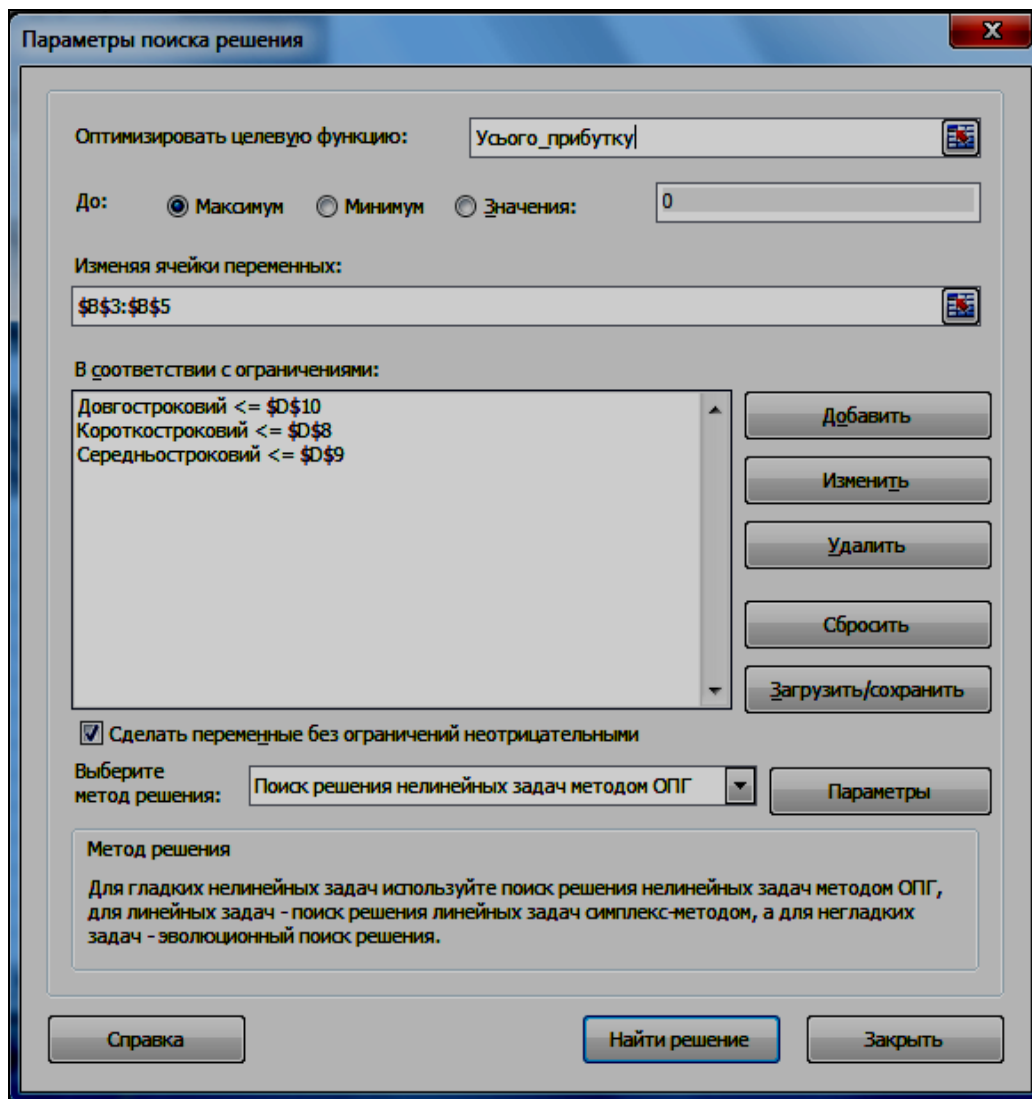 Параметры поиска решения
X
Оптимизировать целевую функцию: Усього_прибутку
До: Максимум Минимум Значения: 0
Изменяя ячейки переменных:
$B$3:$B$5
В соответствии с ограничениями:
Довгостроковий <= $D$10
Короткостроковий <= $D$8
Середньостроковий <= $D$9
Добавить
Изменить
Удалить
Сбросить
Загрузить/сохранить
Сделать переменные без ограничений неотрицательными
Выберите
метод решения:
Поиск решения нелинейных задач методом ОПГ
Параметры
Метод решения
Для гладких нелинейных задач используйте поиск решения нелинейных задач методом ОПГ,
для линейных задач - поиск решения линейных задач симплекс-методом, а для негладких
задач - эволюционный поиск решения.
Справка Найти решение Закрыть